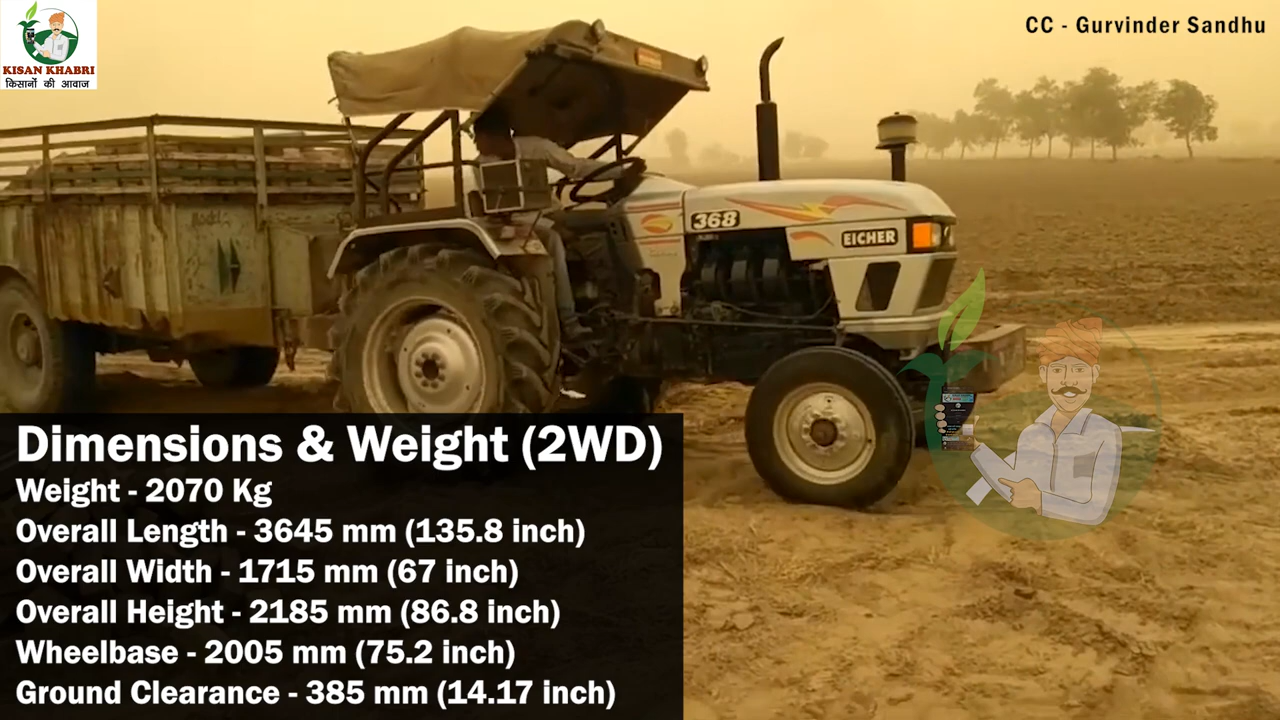 KISAN KHABRI
किसानों की आवाज
CC - Gurvinder Sandhu
368
EICHER
Dimensions & Weight (2WD)
Weight - 2070 Kg
Overall Length - 3645 mm (135.8 inch)
Overall Width - 1715 mm (67 inch)
Overall Height - 2185 mm (86.8 inch)
Wheelbase - 2005 mm (75.2 inch)
Ground Clearance - 385 mm (14.17 inch)